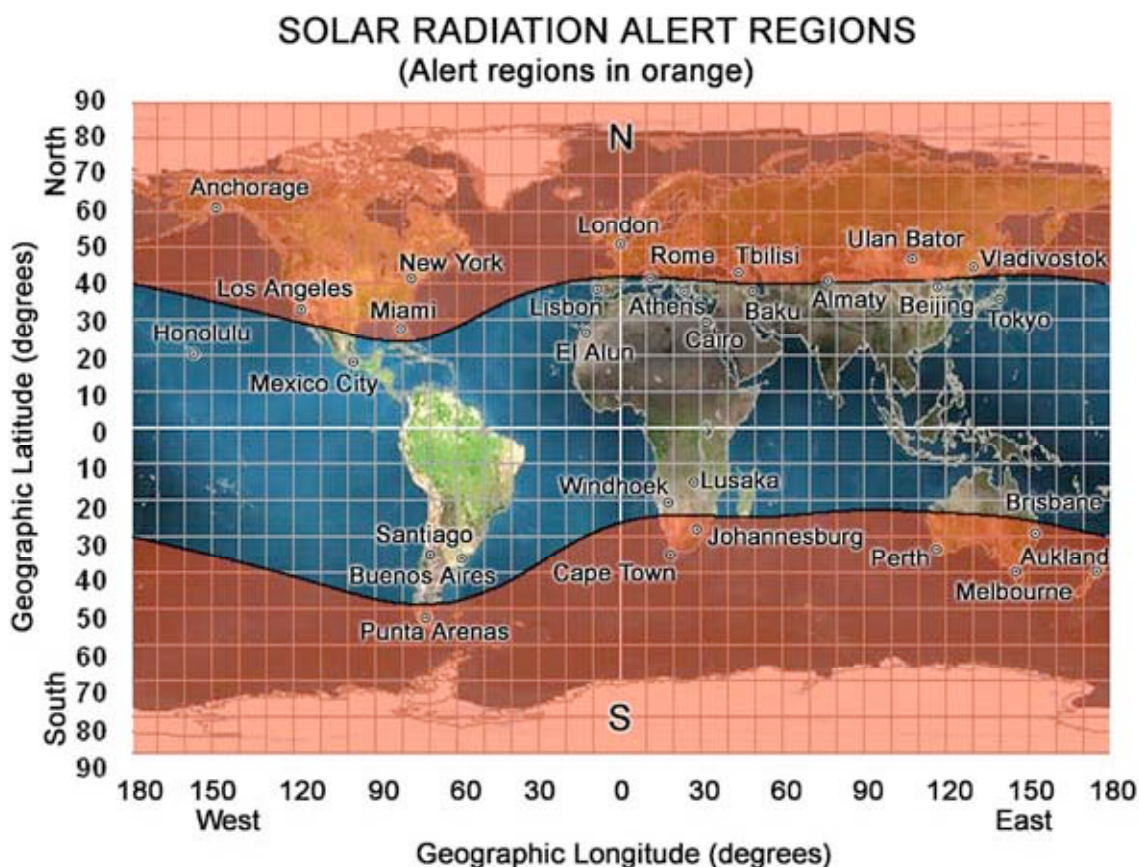 SOLAR RADIATION ALERT REGIONS
(Alert regions in orange)
90
80
70
60
50
40
30
20
10
0
10
20
30
40
50
60
70
80
90
North
South
Geographic Latitude (degrees)
N
Anchorage
London
Ulan Bator
Rome
Tbilisi
Vladivostok
New York
Los Angeles
Lisbon
Athens
Almaty
Beijing
Miami
Baku
Tokyo
Honolulu
El Alun
Cairo
Mexico City
Windhoek
Lusaka
Brisbane
Santiago
Johannesburg
Buenos Aires
Cape Town
Perth
Aukland
Melbourne
Punta Arenas
S
180 150 120 90 60 30 0 30 60 90 120 150 180
West East
Geographic Longitude (degrees)